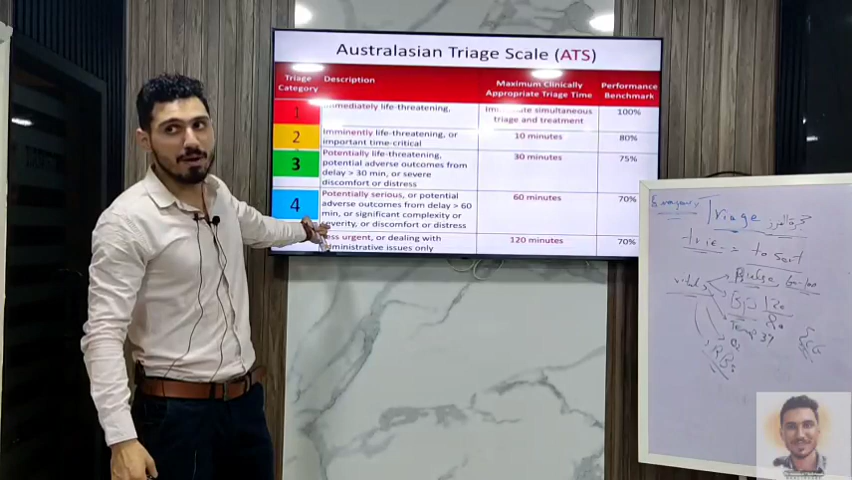 Australasian Triage Scale (ATS)
Triage Category
Description
Maximum Clinically Appropriate Triage Time
Performance Benchmark
1
Immediately life-threatening,
Immediate simultaneous
triage and treatment
100%
2
Imminently life-threatening, or
important time-critical
10 minutes
80%
3
Potentially life-threatening,
potential adverse outcomes from
delay > 30 min, or severe
discomfort or distress
30 minutes
75%
4
Potentially serious, or potential
adverse outcomes from delay > 60
min, or significant complexity or
severity, or discomfort or distress
60 minutes
70%
less urgent, or dealing with
administrative issues only
120 minutes
70%
Triage
= to sort
vitals
Temp 37
O2